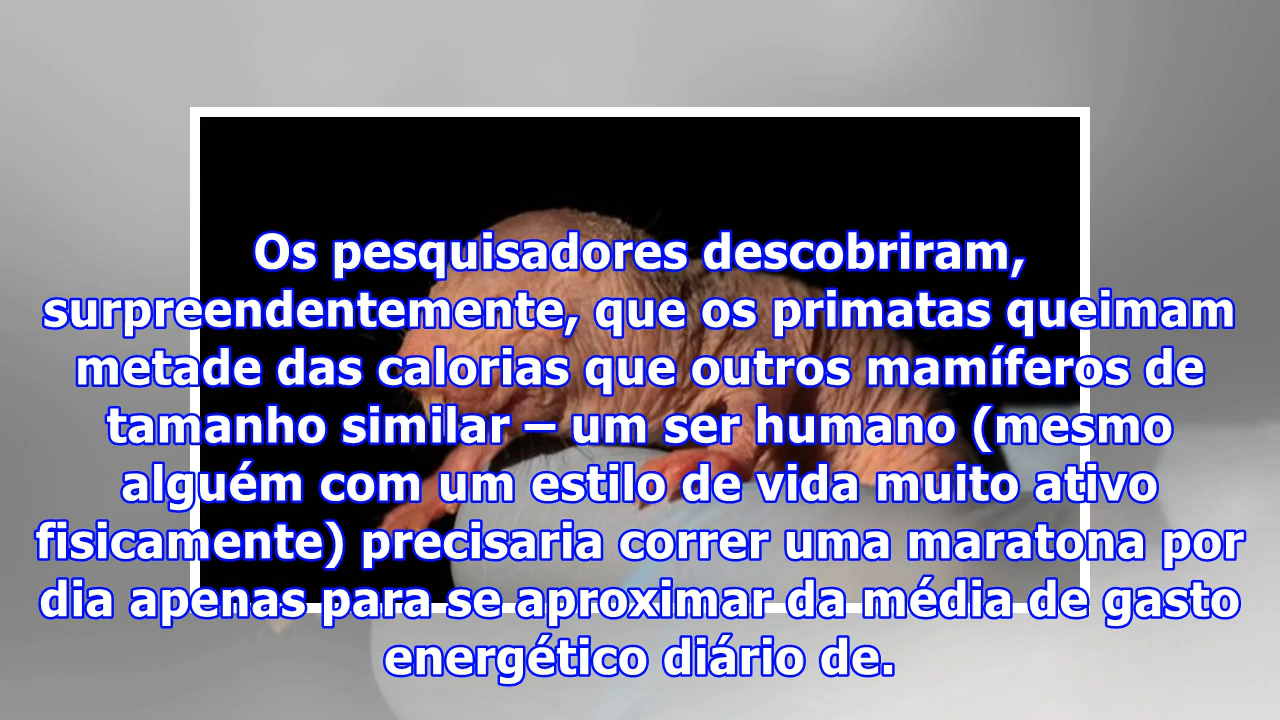 Os pesquisadores descobriram,
surpreendentemente, que os primatas queimam
metade das calorias que outros mamíferos de
tamanho similar – um ser humano (mesmo
alguém com um estilo de vida muito ativo
fisicamente) precisaria correr uma maratona por
dia apenas para se aproximar da média de gasto
energético diário de.